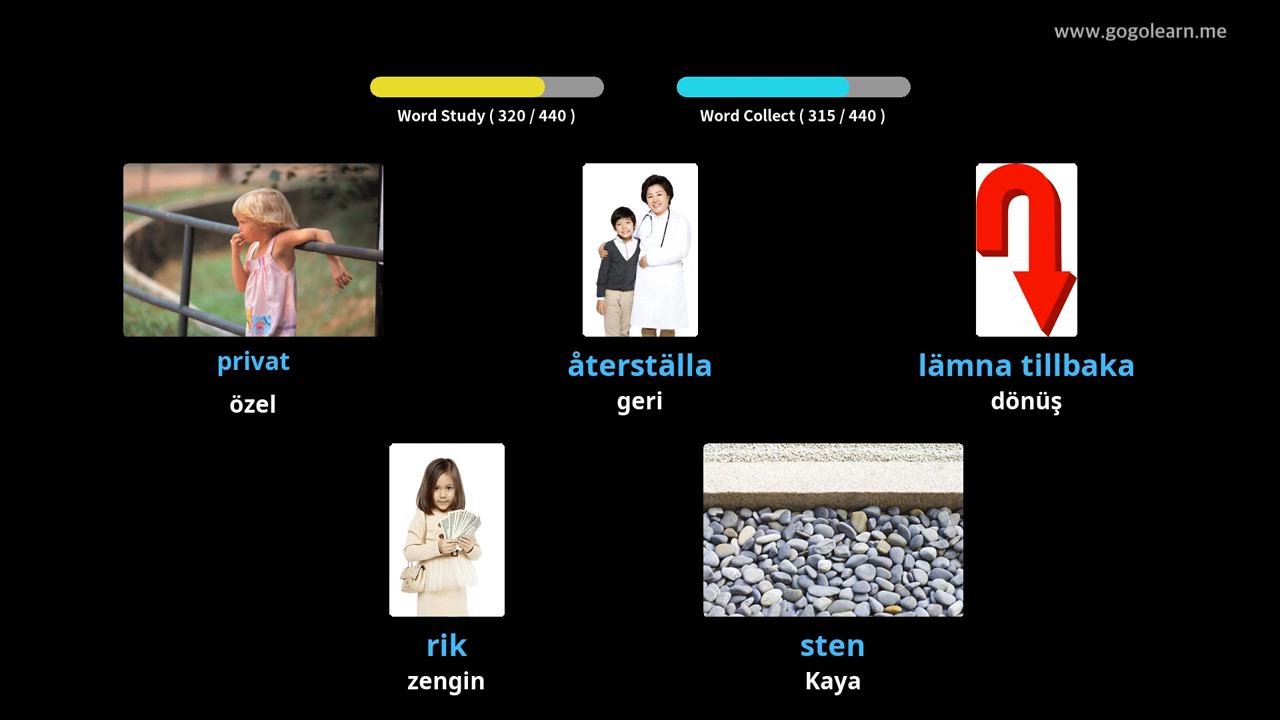 www.gogolearn.me
Word Study ( 320 / 440 )
Word Collect ( 315 / 440 )
privat
özel
återställa
geri
lämna tillbaka
dönüş
rik
zengin
sten
Kaya